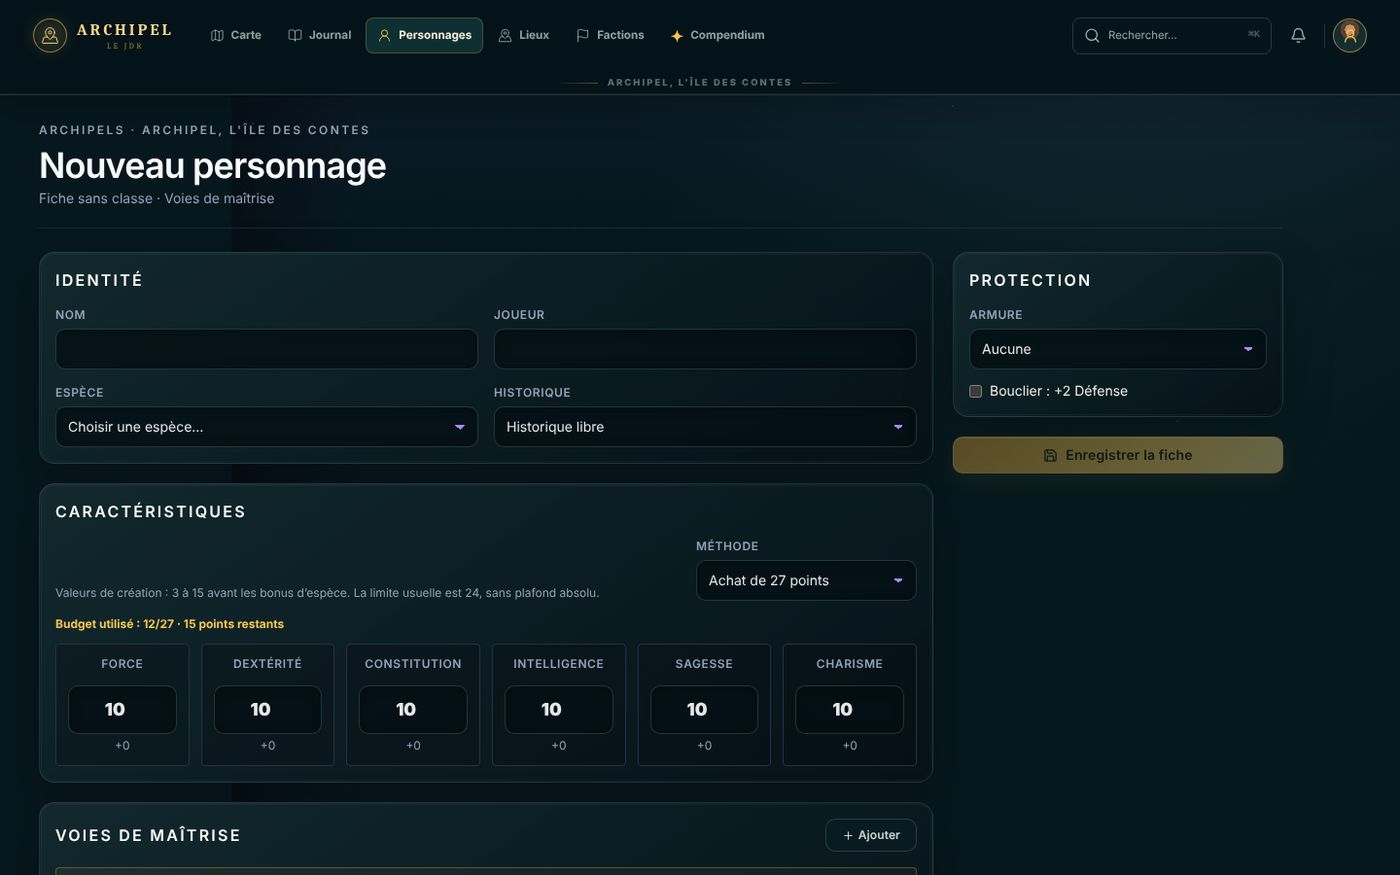 ARCHIPEL
LE JDR
Carte
Journal
Personnages
Lieux
Factions
Compendium
Rechercher...
⌘K
ARCHIPEL, L'ÎLE DES CONTES
ARCHIPELS · ARCHIPEL, L'ÎLE DES CONTES
Nouveau personnage
Fiche sans classe · Voies de maîtrise
IDENTITÉ
NOM
JOUEUR
ESPÈCE
HISTORIQUE
Choisir une espèce...
Historique libre
PROTECTION
ARMURE
Aucune
Bouclier : +2 Défense
Enregistrer la fiche
CARACTÉRISTIQUES
MÉTHODE
Achat de 27 points
Valeurs de création : 3 à 15 avant les bonus d'espèce. La limite usuelle est 24, sans plafond absolu.
Budget utilisé : 12/27 · 15 points restants
FORCE
DEXTÉRITÉ
CONSTITUTION
INTELLIGENCE
SAGESSE
CHARISME
10
10
10
10
10
10
+0
+0
+0
+0
+0
+0
VOIES DE MAÎTRISE
+ Ajouter